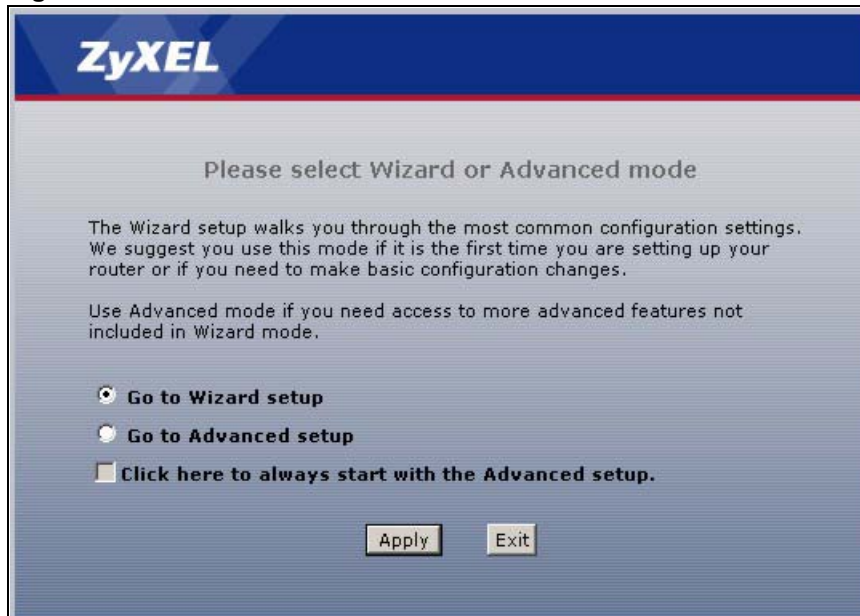 ZyXEL
Please select Wizard or Advanced mode
The Wizard setup walks you through the most common configuration settings.
We suggest you use this mode if it is the first time you are setting up your
router or if you need to make basic configuration changes.
Use Advanced mode if you need access to more advanced features not
included in Wizard mode.
Go to Wizard setup
Go to Advanced setup
Click here to always start with the Advanced setup.
Apply Exit